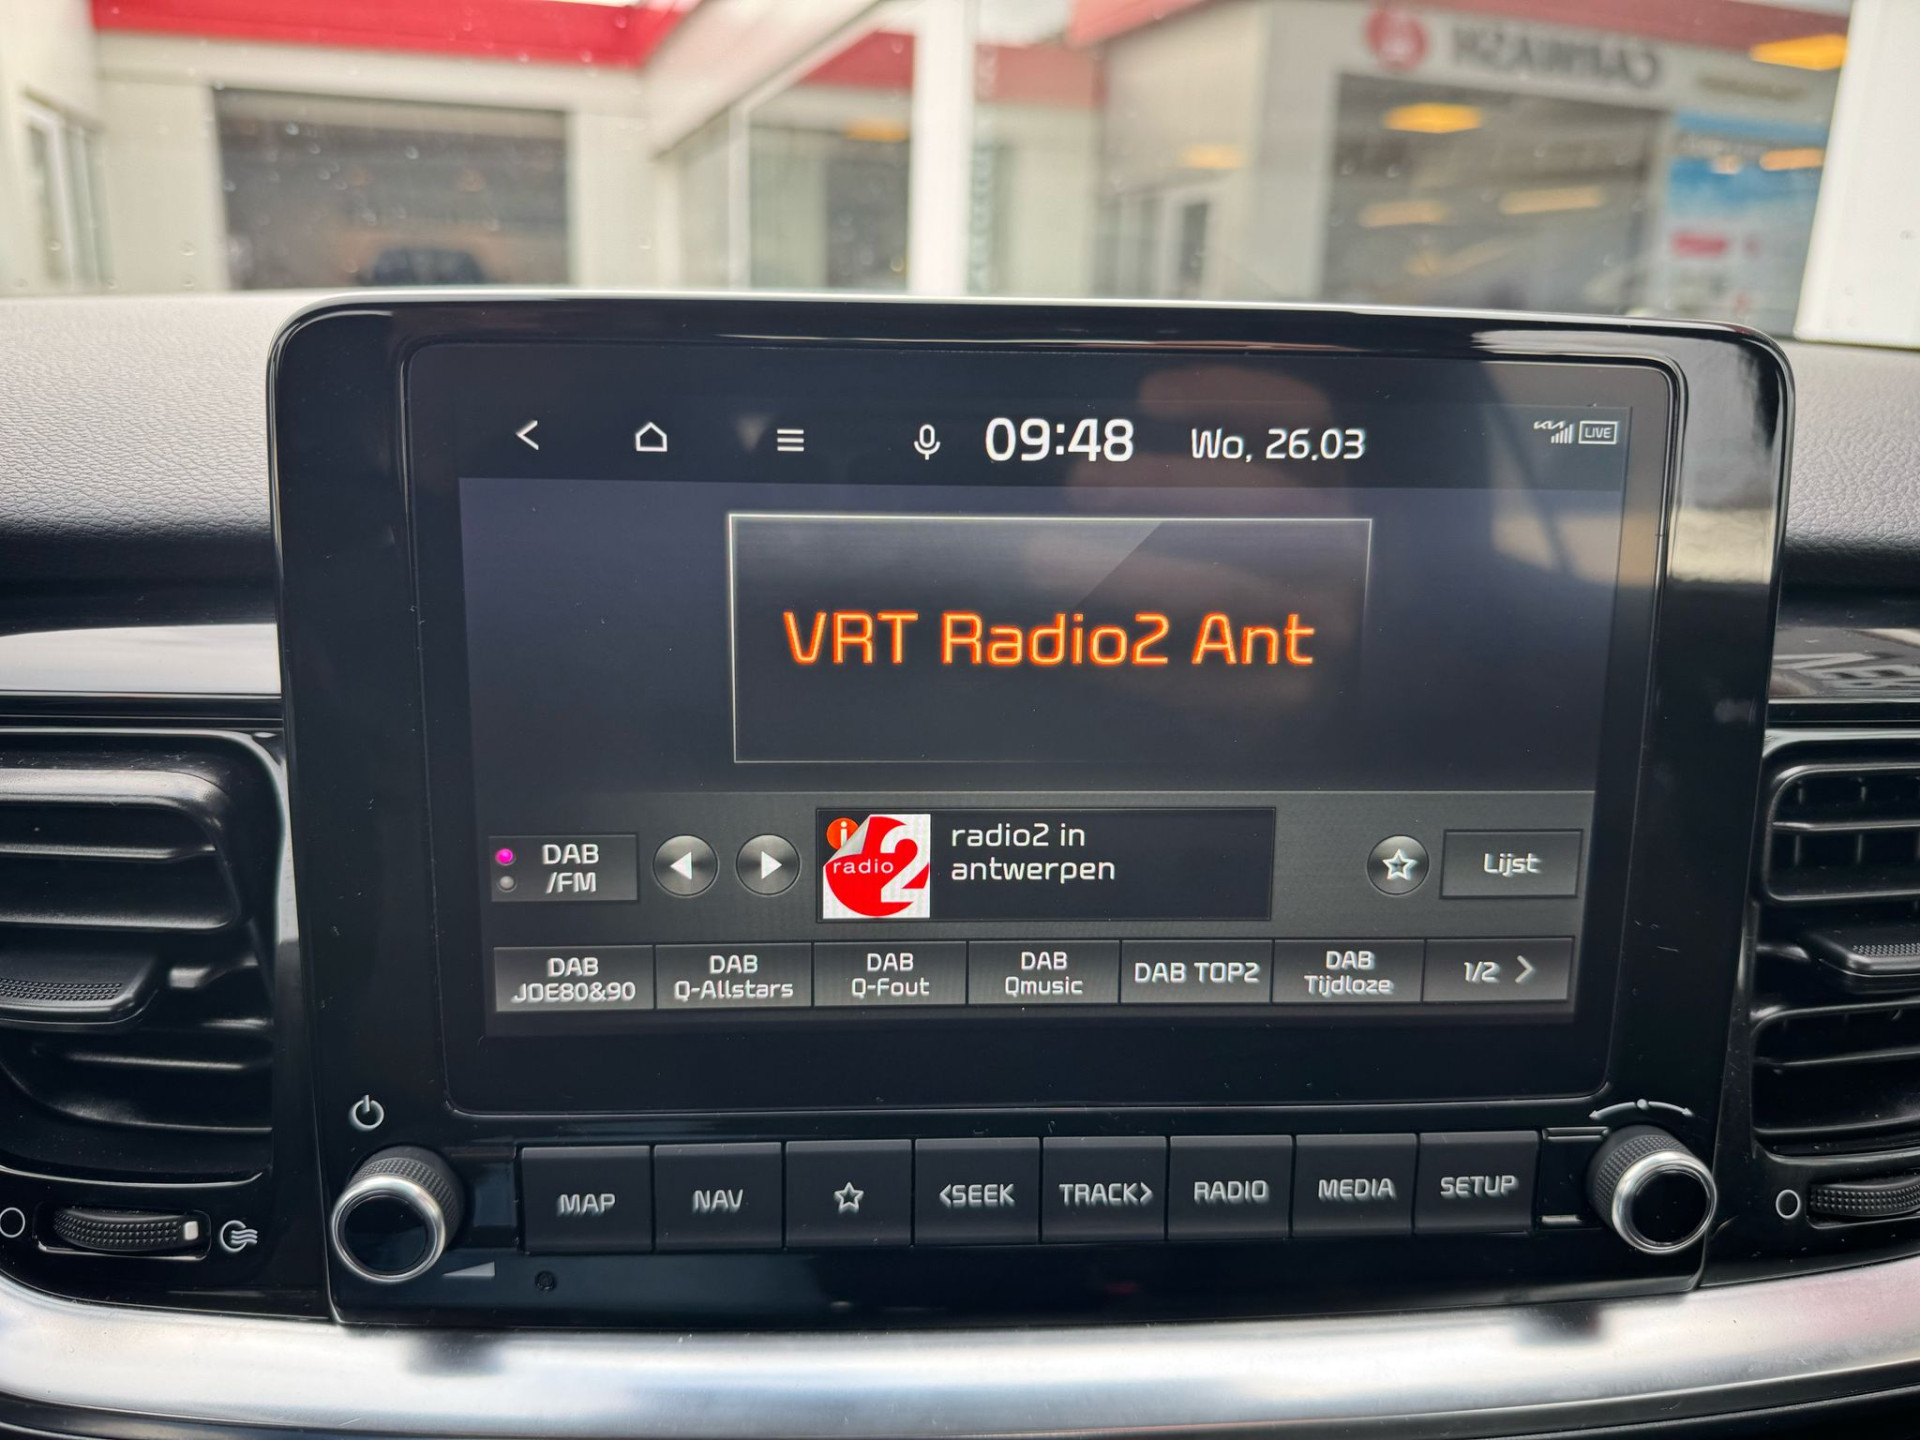 CARWASH
09:48
Wo, 26.03
LIVE
VRT Radio2 Ant
DAB
/FM
i
radio 2
radio2 in
antwerpen
Lijst
DAB
JOE80&90
DAB
Q-Allstars
DAB
Q-Fout
DAB
Qmusic
DAB TOP2
DAB
Tijdloze
1/2
MAP
NAV
<SEEK
TRACK>
RADIO
MEDIA
SETUP